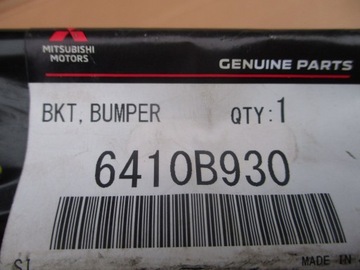 MITSUBISHI
MOTORS
GENUINE PARTS
BKT, BUMPER QTY:1
6410B930
MADE IN